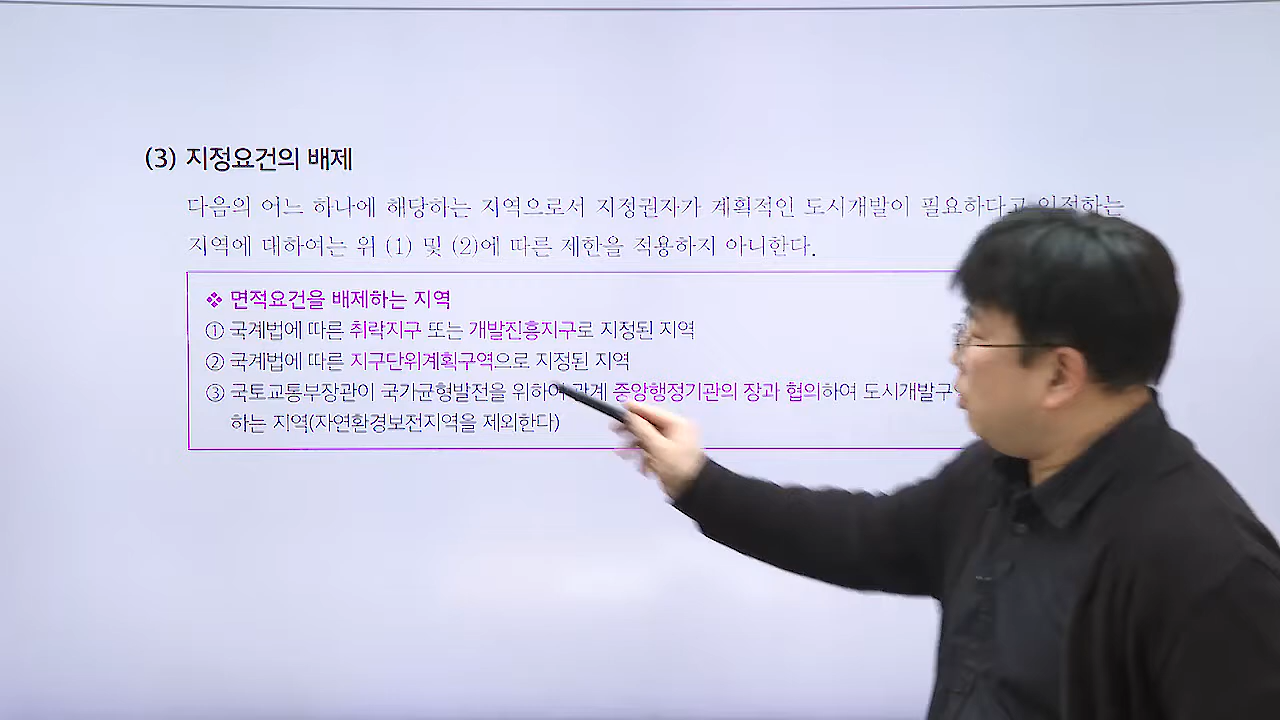 (3) 지정요건의 배제
다음의 어느 하나에 해당하는 지역으로서 지정권자가 계획적인 도시개발이 필요하다고 인정하는
지역에 대하여는 위 (1) 및 (2)에 따른 제한을 적용하지 아니한다.
❖ 면적요건을 배제하는 지역
① 국계법에 따른 취락지구 또는 개발진흥지구로 지정된 지역
② 국계법에 따른 지구단위계획구역으로 지정된 지역
③ 국토교통부장관이 국가균형발전을 위하여 관계 중앙행정기관의 장과 협의하여
하는 지역(자연환경보전지역을 제외한다)